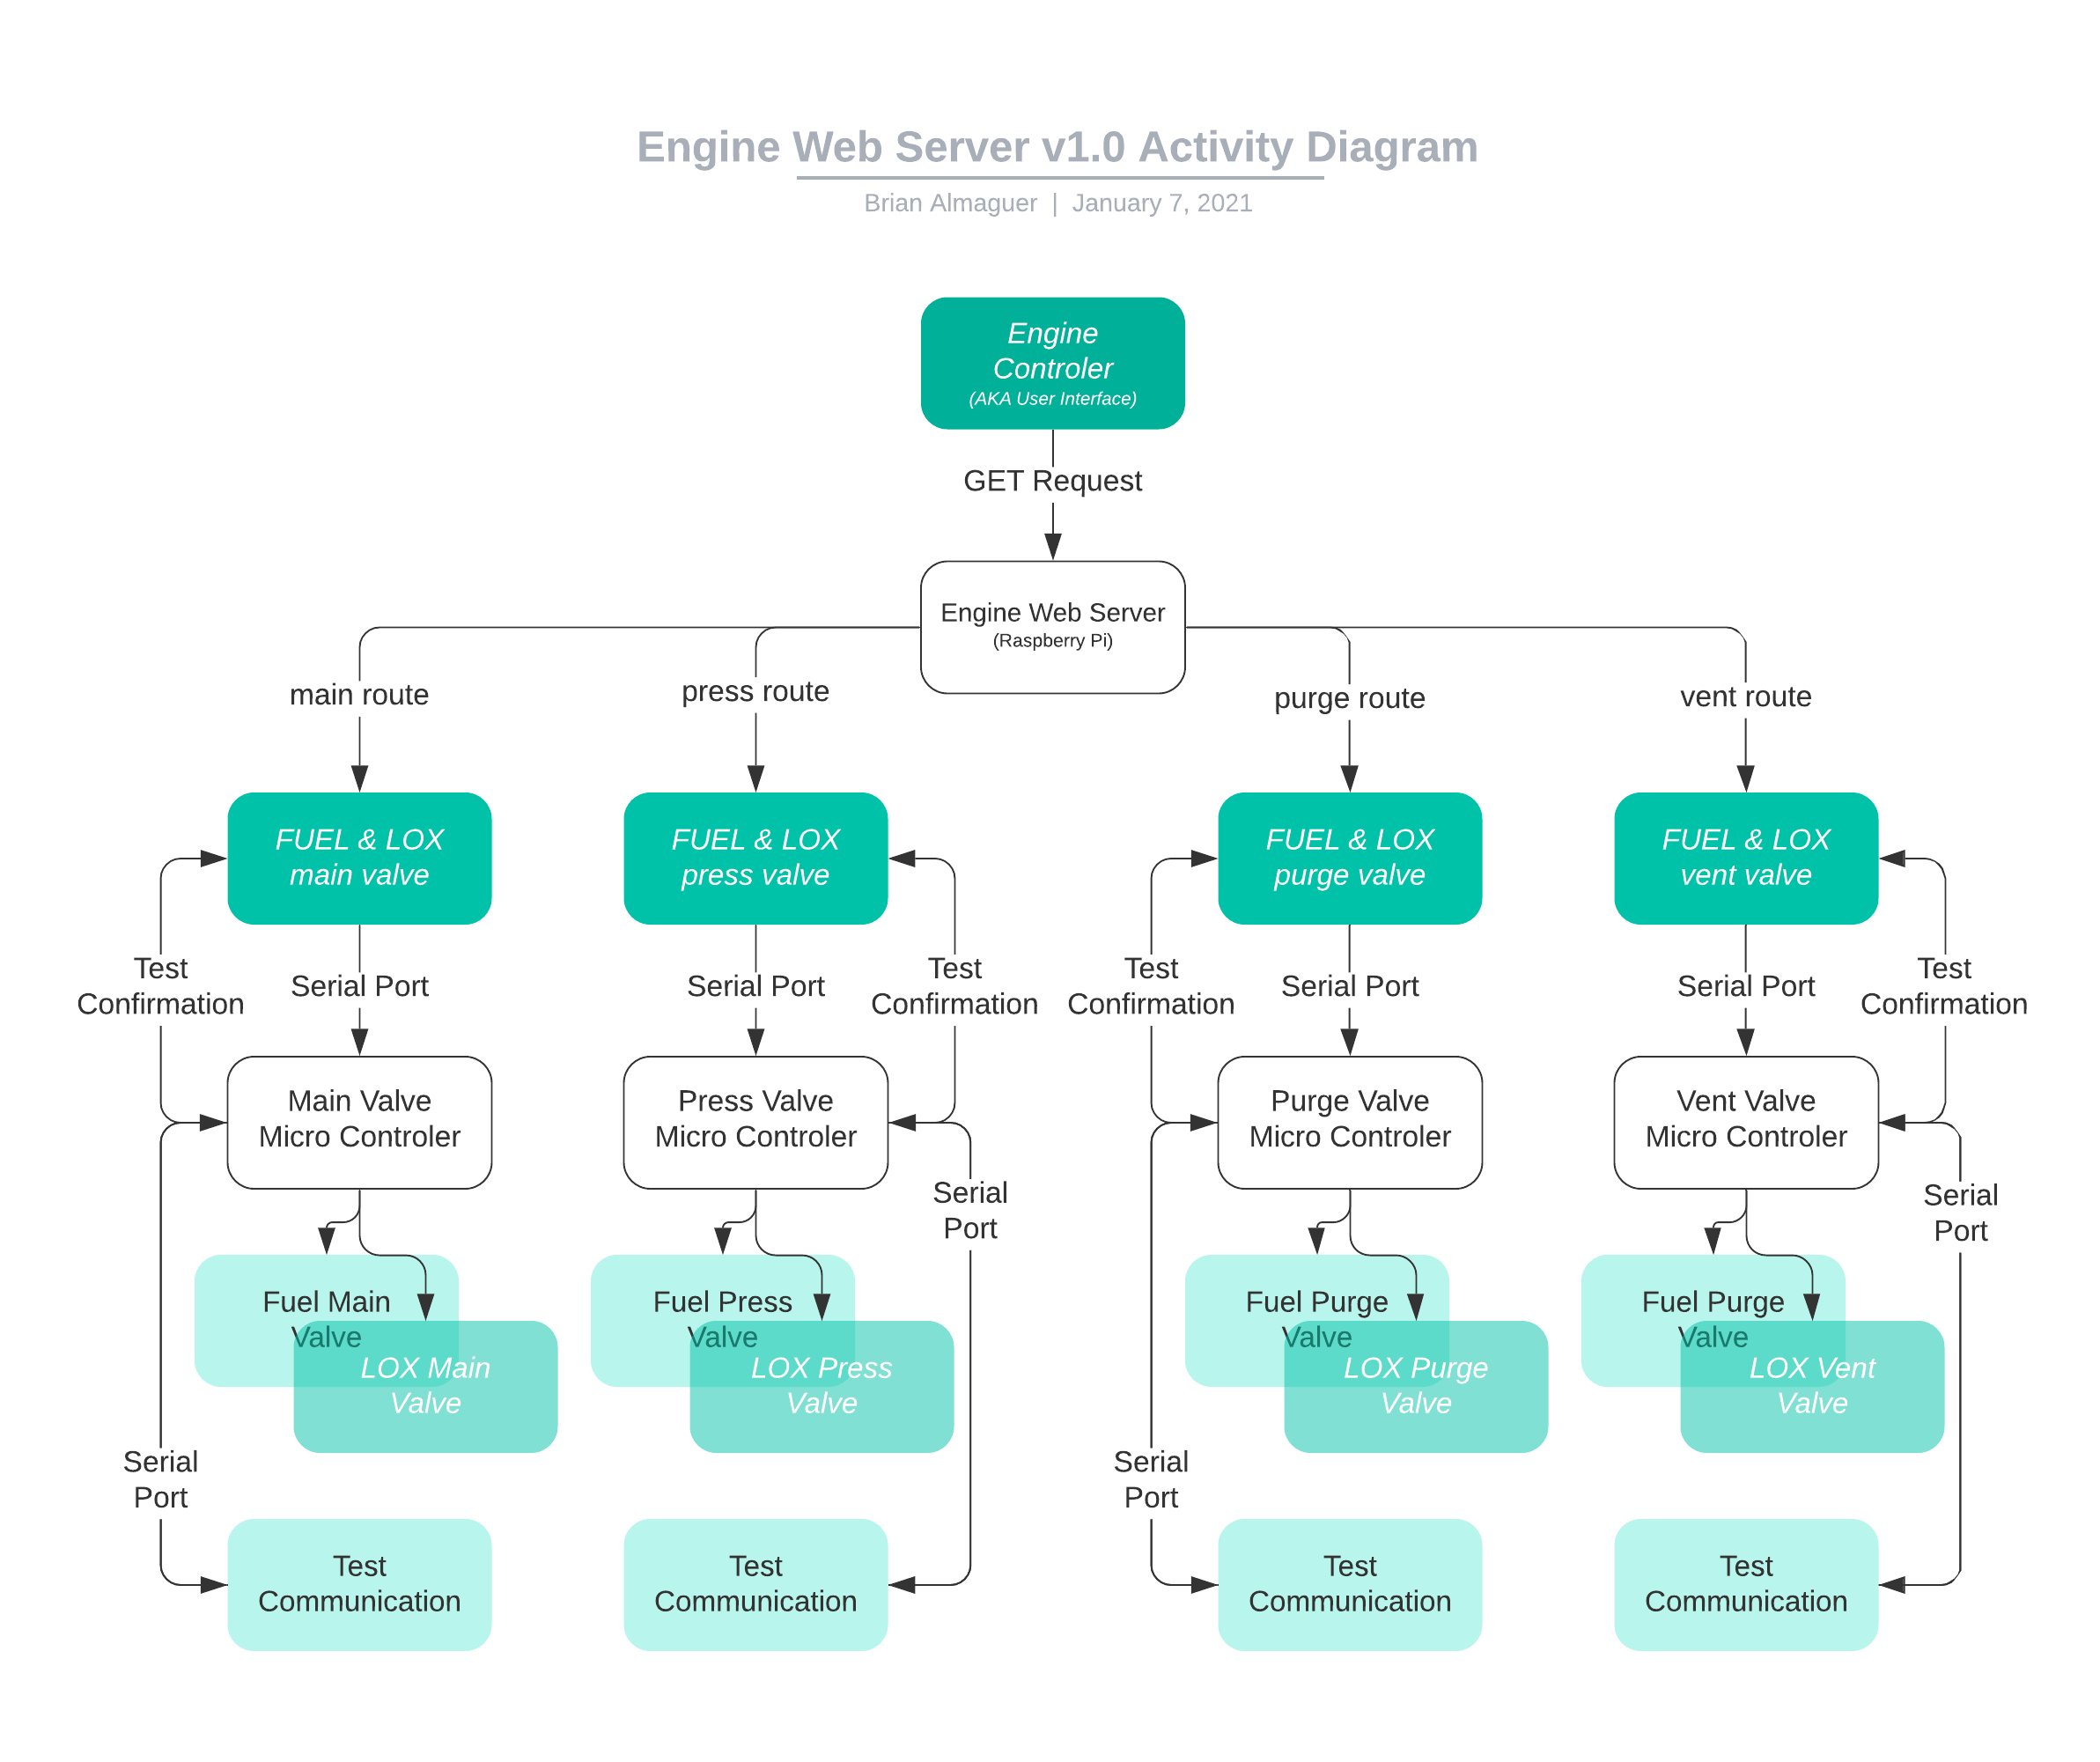 Engine Web Server v1.0 Activity Diagram
Brian Almaguer | January 7, 2021
Engine
Controler
(AKA User Interface)
GET Request
Engine Web Server
(Raspberry Pi)
main route
press route
purge route
vent route
FUEL & LOX
main valve
FUEL & LOX
press valve
FUEL & LOX
purge valve
FUEL & LOX
vent valve
Test
Confirmation
Serial Port
Serial Port
Test
Confirmation
Test
Confirmation
Serial Port
Serial Port
Test
Confirmation
Main Valve
Micro Controler
Press Valve
Micro Controler
Purge Valve
Micro Controler
Vent Valve
Micro Controler
Serial
Port
Serial
Port
Fuel Main
Valve
LOX Main
Valve
Fuel Press
Valve
LOX Press
Valve
Fuel Purge
Valve
LOX Purge
Valve
Fuel Purge
Valve
LOX Vent
Valve
Serial
Port
Serial
Port
Test
Communication
Test
Communication
Test
Communication
Test
Communication